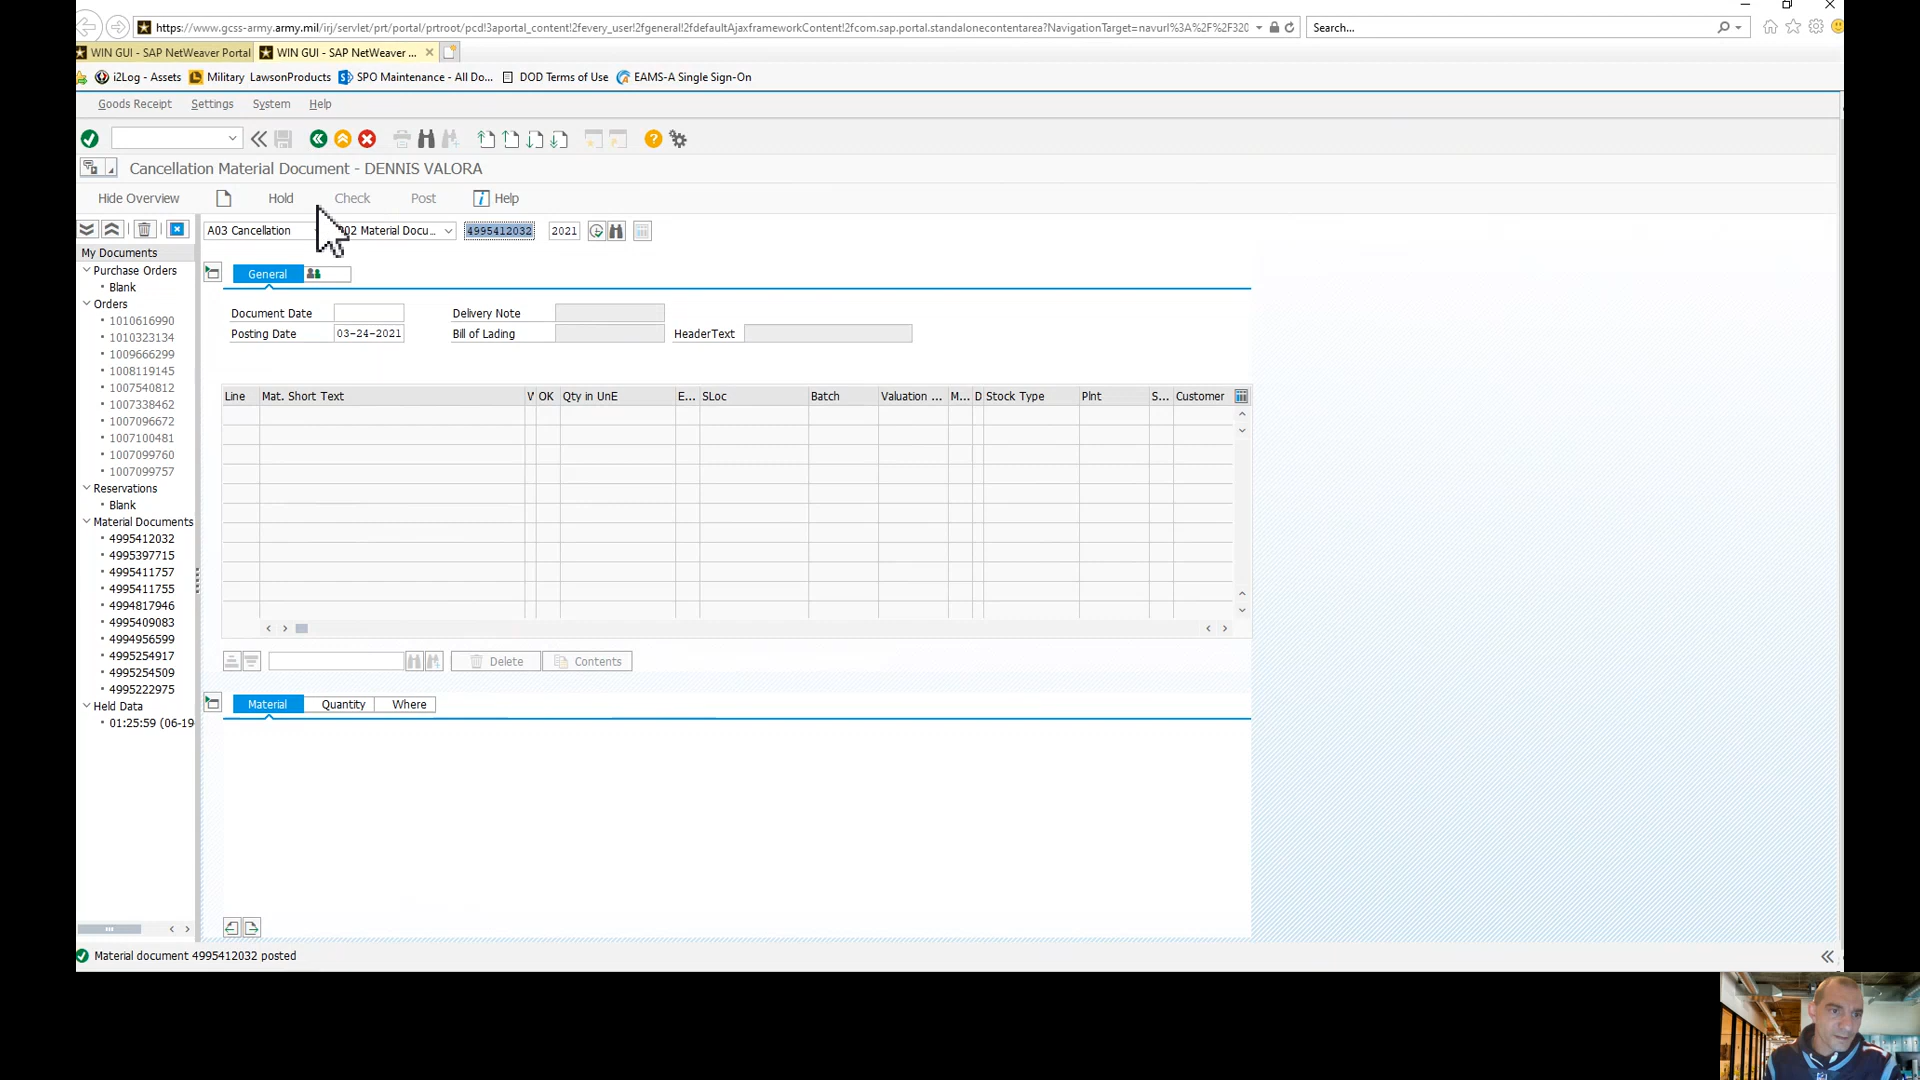 https://www.gcss-army.army.mil/irj/servlet/prt/portal/prtroot/pcd!3aportal_content!2fevery_user!2fgeneral!2fdefaultAjaxframeworkContent!2fcom.sap.portal.standalonecontentarea?NavigationTarget=navurl%3A%2F%2F320 Search...
WIN GUI - SAP NetWeaver Portal WIN GUI - SAP NetWeaver ...
i2Log - Assets Military LawsonProducts SPO Maintenance - All Do... DOD Terms of Use EAMS-A Single Sign-On
Goods Receipt Settings System Help
Cancellation Material Document - DENNIS VALORA
Hide Overview Hold Check Post Help
A03 Cancellation 02 Material Docu... 4995412032 2021
My Documents
Purchase Orders
Blank
Orders
1010616990
1010323134
1009666299
1008119145
1007540812
1007338462
1007096672
1007100481
1007099760
1007099757
Reservations
Blank
Material Documents
4995412032
4995397715
4995411757
4995411755
4994817946
4995409083
4994956599
4995254917
4995254509
4995222975
Held Data
01:25:59 (06-19
General
Document Date Delivery Note
Posting Date 03-24-2021 Bill of Lading HeaderText
Line Mat. Short Text V OK Qty in UnE E... SLoc Batch Valuation ... M... D Stock Type Plnt S... Customer
Delete Contents
Material Quantity Where
Material document 4995412032 posted